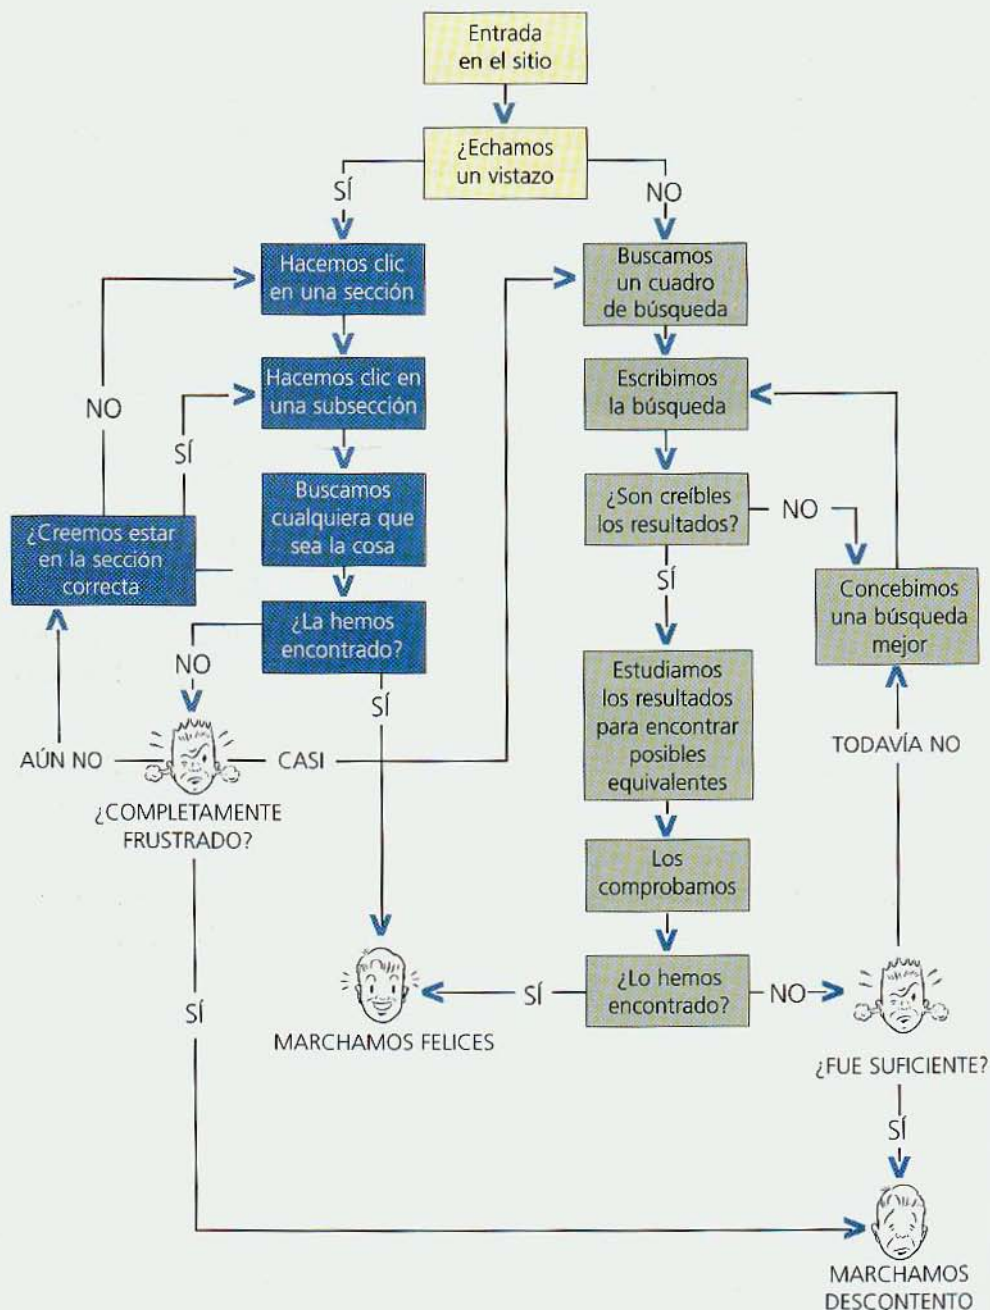 Entrada
en el sitio
¿Echamos
un vistazo
SÍ
NO
Hacemos clic
en una sección
Buscamos
un cuadro
de búsqueda
Hacemos clic en
una subsección
Escribimos
la búsqueda
NO
SÍ
Buscamos
cualquiera que
sea la cosa
¿Son creíbles
los resultados?
NO
¿Creemos estar
en la sección
correcta
SÍ
Concebimos
una búsqueda
mejor
¿La hemos
encontrado?
NO
SÍ
Estudiamos
los resultados
para encontrar
posibles
equivalentes
AÚN NO
CASI
TODAVÍA NO
¿COMPLETAMENTE
FRUSTRADO?
Los
comprobamos
¿Lo hemos
encontrado?
SÍ
NO
SÍ
MARCHAMOS FELICES
¿FUE SUFICIENTE?
SÍ
MARCHAMOS
DESCONTENTO